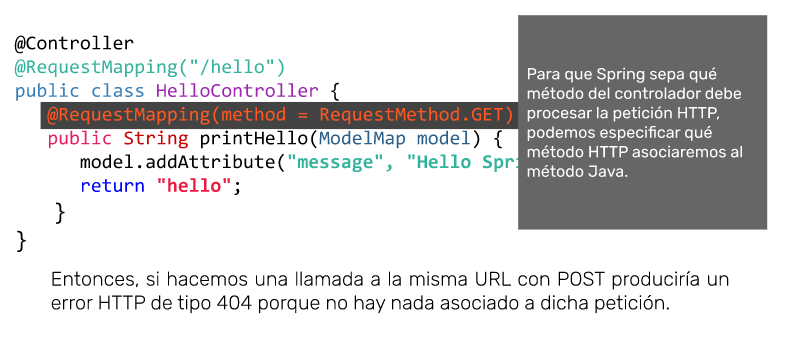 @Controller
@RequestMapping("/hello")
public class HelloController {
@RequestMapping(method = RequestMethod.GET)
public String printHello(ModelMap model) {
model.addAttribute("message", "Hello Spri
return "hello";
}
}
Para que Spring sepa qué
método del controlador debe
procesar la petición HTTP,
podemos especificar qué
método HTTP asociaremos al
método Java.
Entonces, si hacemos una llamada a la misma URL con POST produciría un
error HTTP de tipo 404 porque no hay nada asociado a dicha petición.